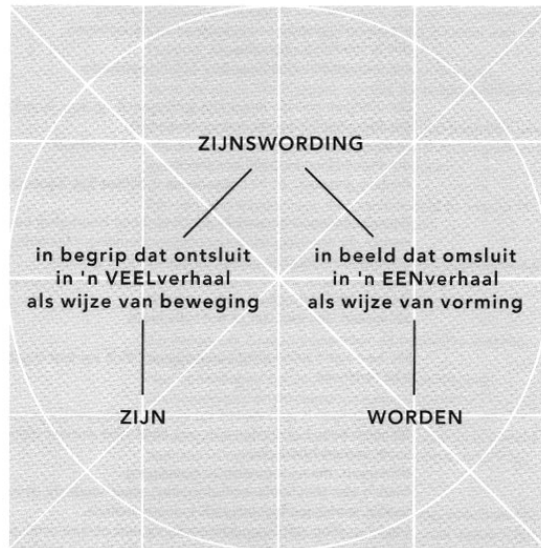 ZIJNSWORDING
in begrip dat ontsluit
in 'n VEELverhaal
als wijze van beweging
in beeld dat omsluit
in 'n EENverhaal
als wijze van vorming
ZIJN
WORDEN